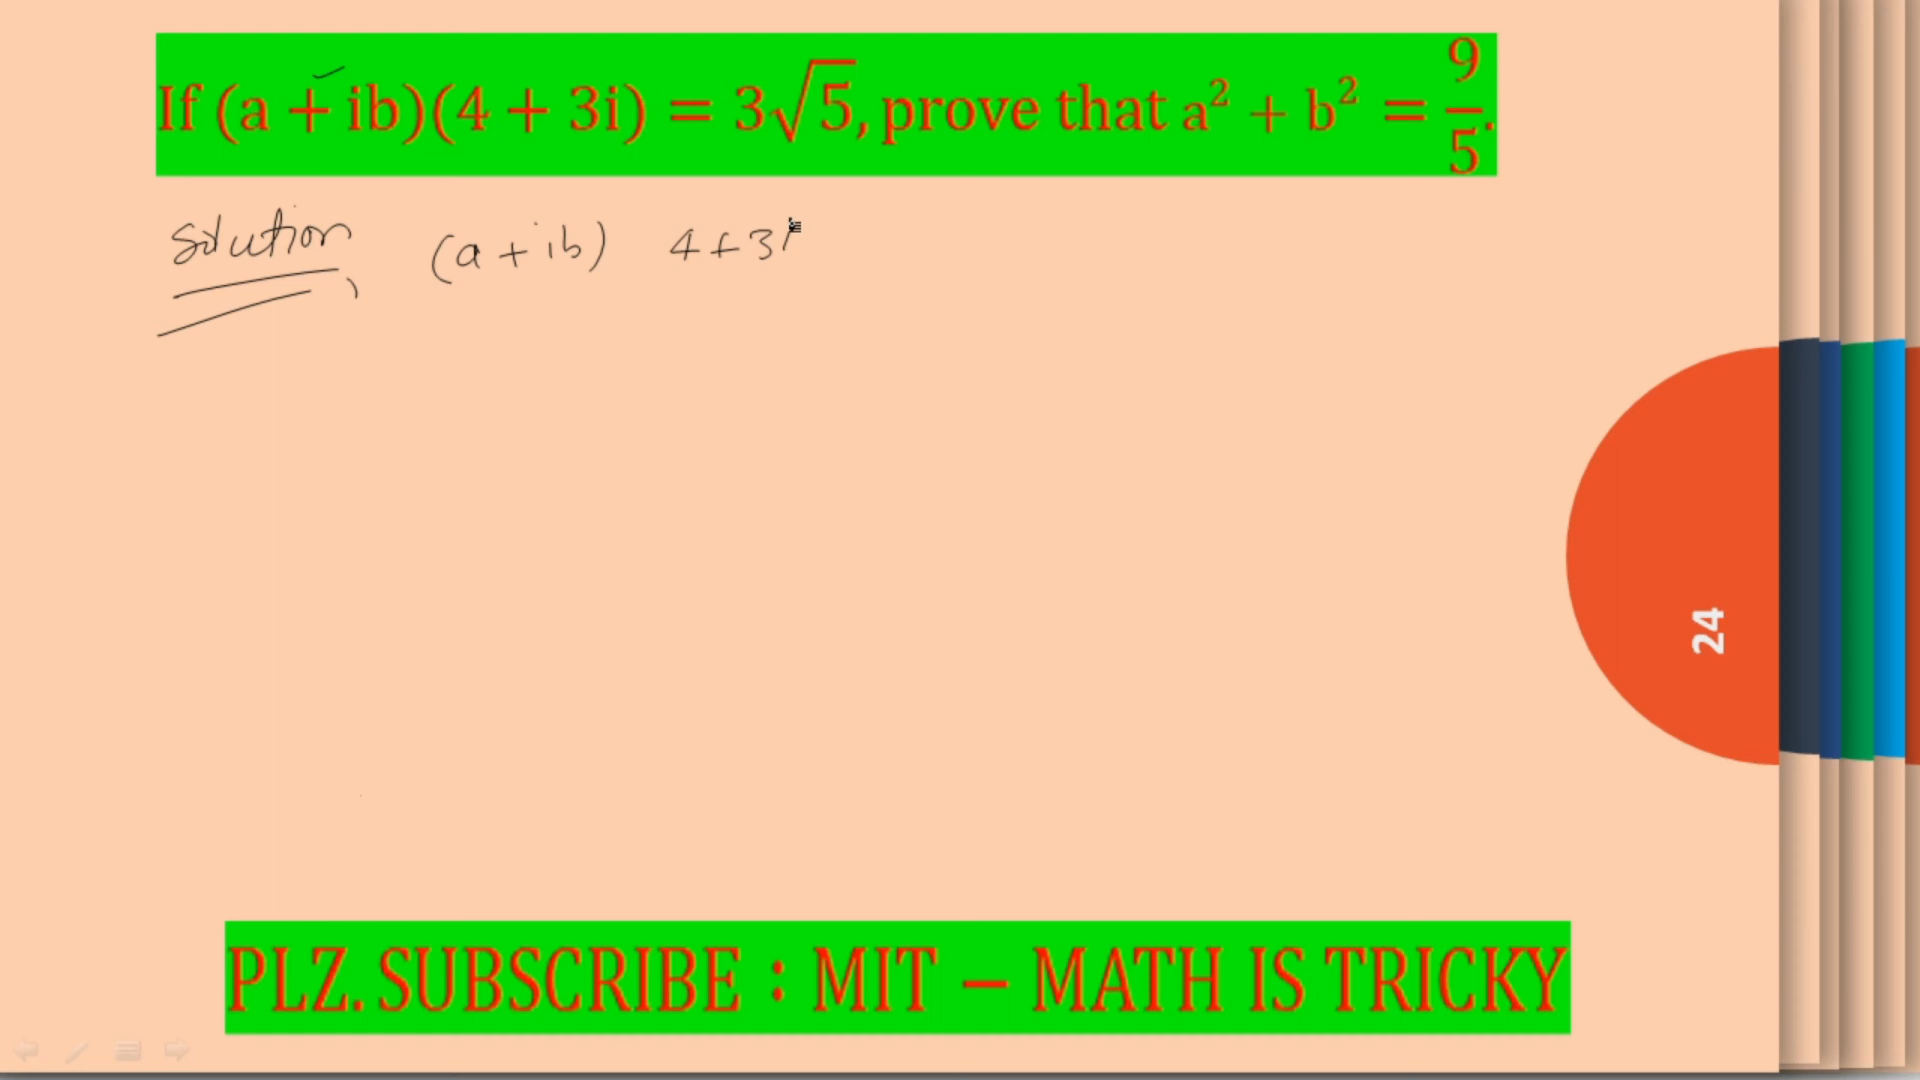 If (a + ib)(4 + 3i) = 3√5, prove that a² + b² = 9/5.
Solution, (a + ib) 4 + 3i
24
PLZ. SUBSCRIBE : MIT – MATH IS TRICKY